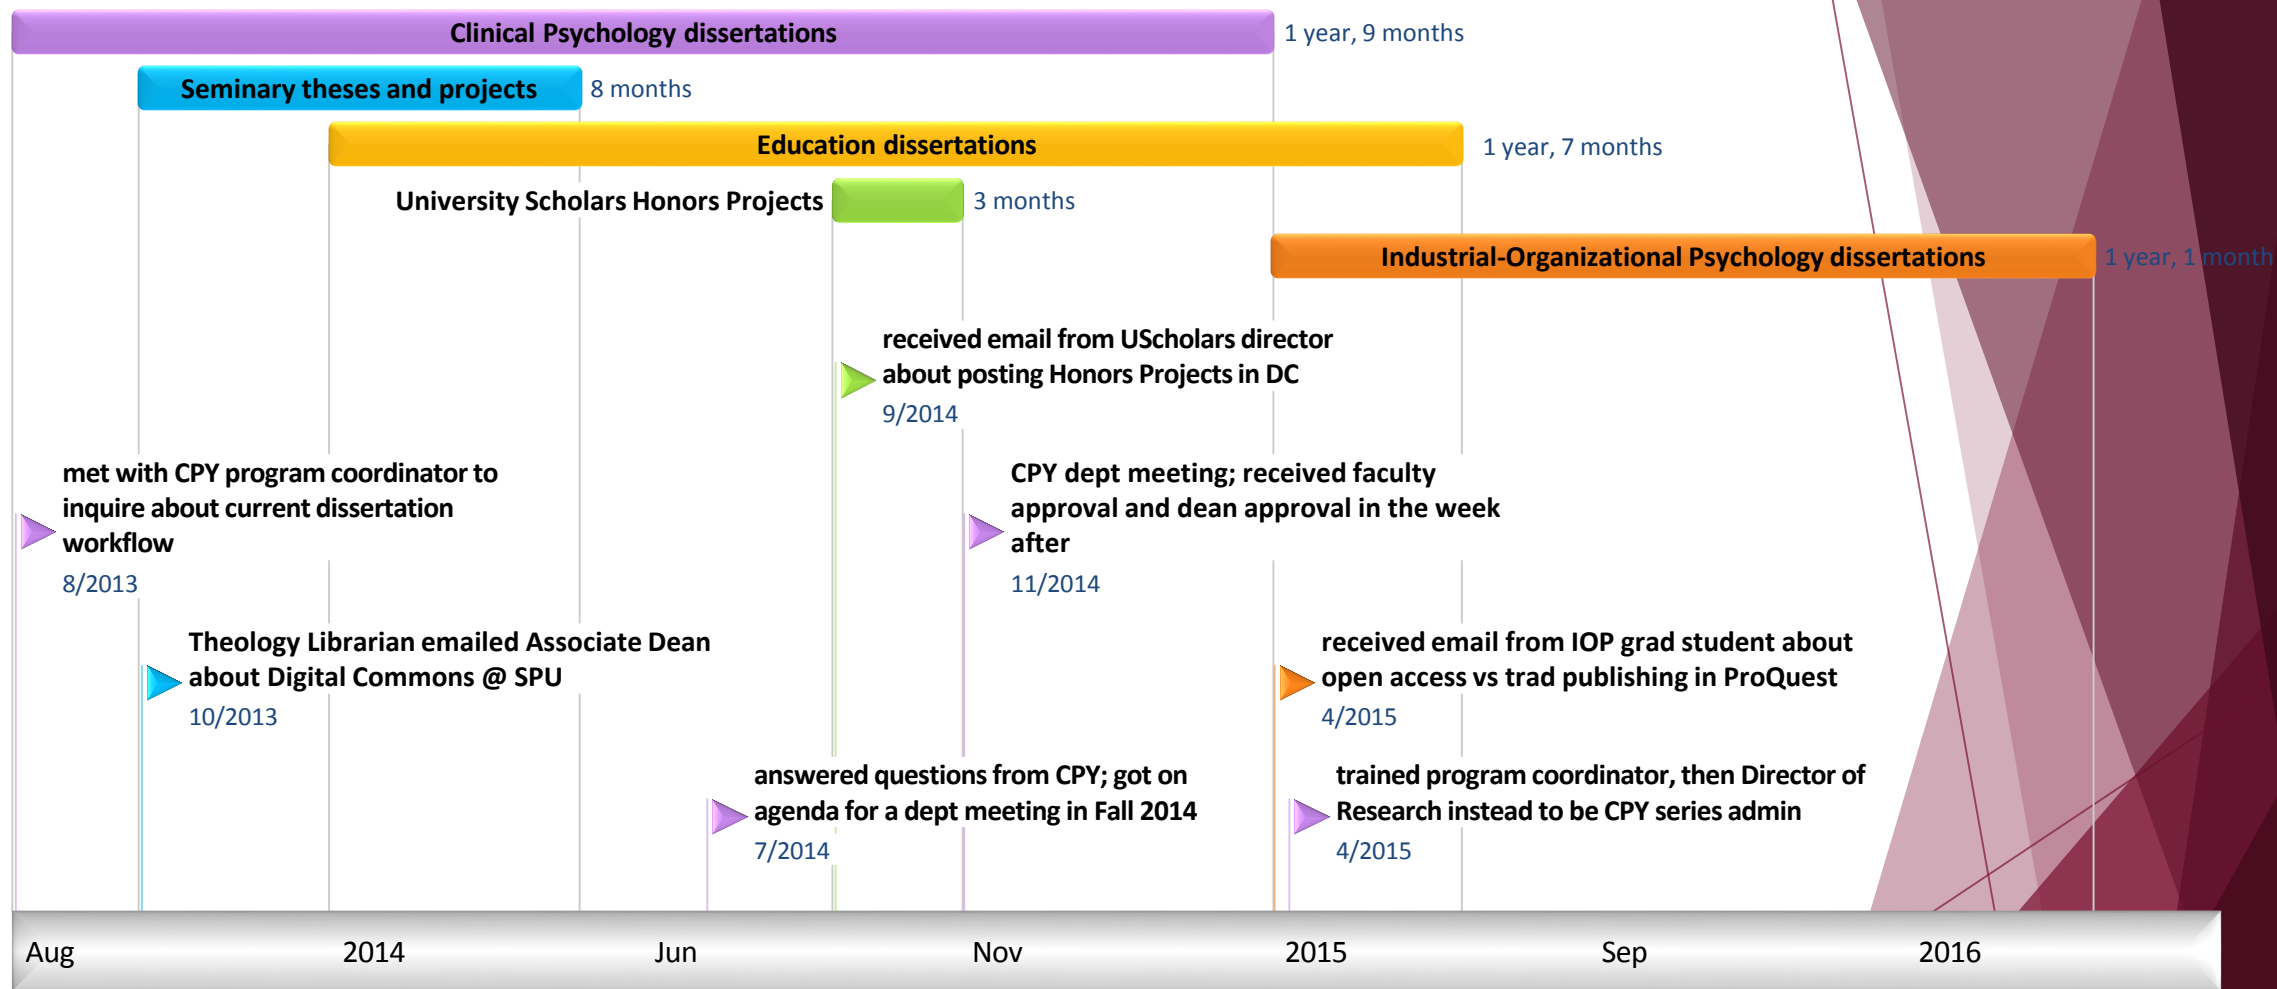 Clinical Psychology dissertations
1 year, 9 months
Seminary theses and projects
8 months
Education dissertations
1 year, 7 months
University Scholars Honors Projects
3 months
Industrial-Organizational Psychology dissertations
1 year, 1 month
received email from UScholars director
about posting Honors Projects in DC
9/2014
met with CPY program coordinator to
inquire about current dissertation
workflow
8/2013
CPY dept meeting; received faculty
approval and dean approval in the week
after
11/2014
Theology Librarian emailed Associate Dean
about Digital Commons @ SPU
10/2013
received email from IOP grad student about
open access vs trad publishing in ProQuest
4/2015
answered questions from CPY; got on
agenda for a dept meeting in Fall 2014
7/2014
trained program coordinator, then Director of
Research instead to be CPY series admin
4/2015
Aug
2014
Jun
Nov
2015
Sep
2016